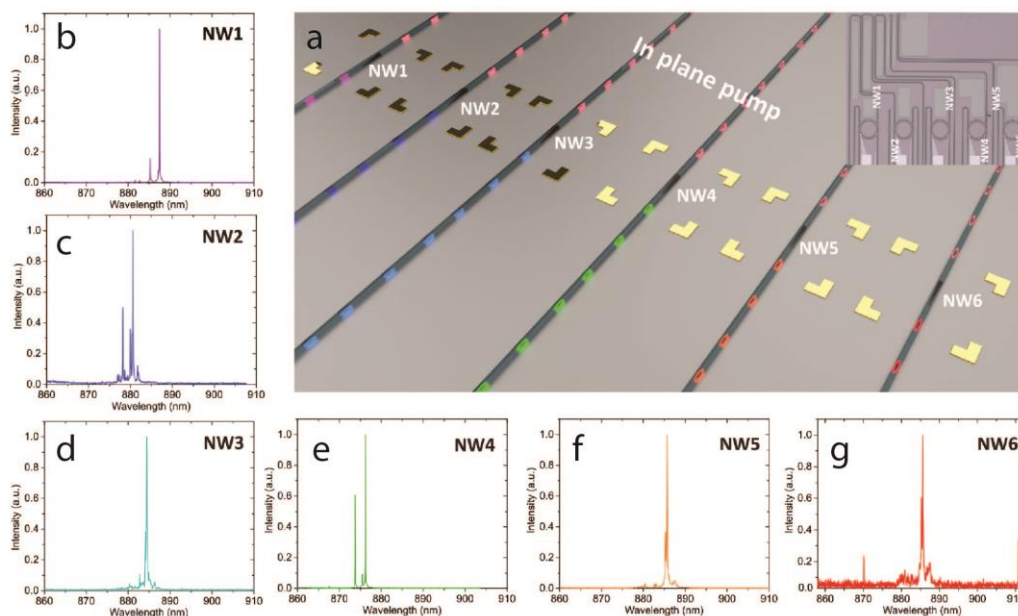 b
NW1
Intensity (a.u.)
1.0
0.8
0.6
0.4
0.2
0.0
860 870 880 890 900 910
Wavelength (nm)
a
NW1
NW2
NW3
NW4
NW5
NW6
In plane pump
NW1
NW3
NW5
NW2
NW4
c
NW2
Intensity (a.u.)
1.0
0.8
0.6
0.4
0.2
0.0
860 870 880 890 900 910
Wavelength (nm)
d
NW3
Intensity (a.u.)
1.0
0.8
0.6
0.4
0.2
0.0
860 870 880 890 900 910
Wavelength (nm)
e
NW4
Intensity (a.u.)
1.0
0.8
0.6
0.4
0.2
0.0
860 870 880 890 900 910
Wavelength (nm)
f
NW5
Intensity (a.u.)
1.0
0.8
0.6
0.4
0.2
0.0
860 870 880 890 900 910
Wavelength (nm)
g
NW6
Intensity (a.u.)
1.0
0.8
0.6
0.4
0.2
0.0
860 870 880 890 900
Wavelength (nm)